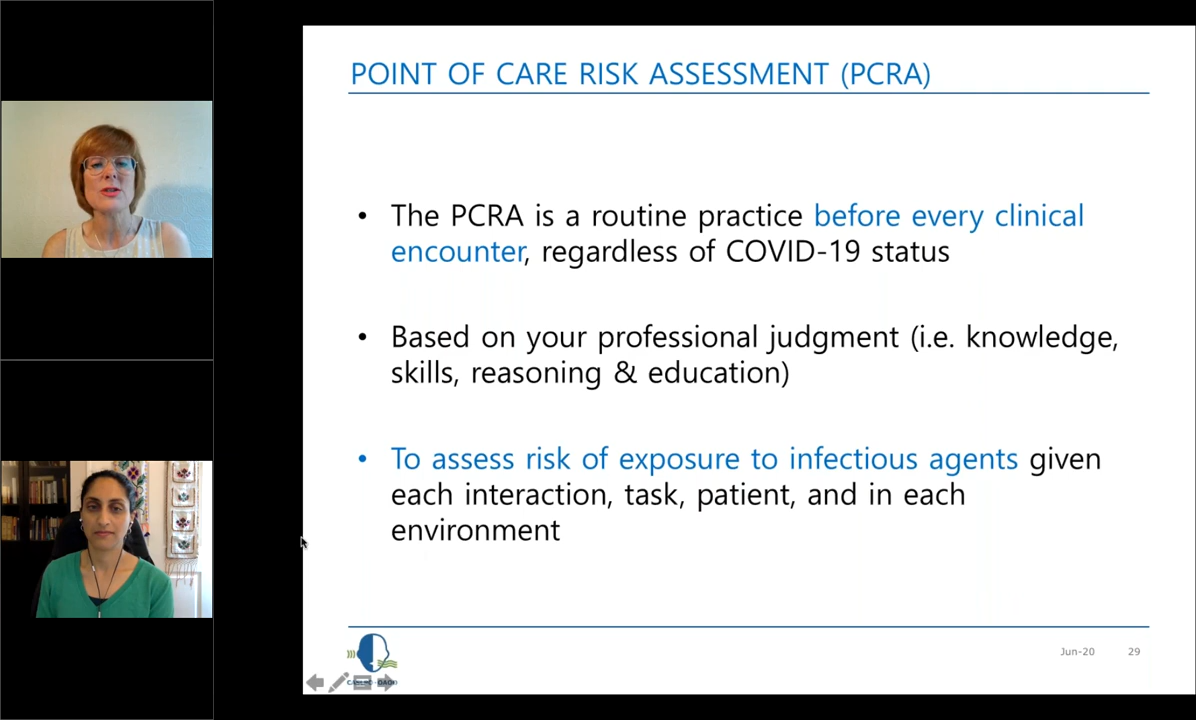 POINT OF CARE RISK ASSESSMENT (PCRA)
• The PCRA is a routine practice before every clinical
encounter, regardless of COVID-19 status
• Based on your professional judgment (i.e. knowledge,
skills, reasoning & education)
• To assess risk of exposure to infectious agents given
each interaction, task, patient, and in each
environment
Jun-20
29